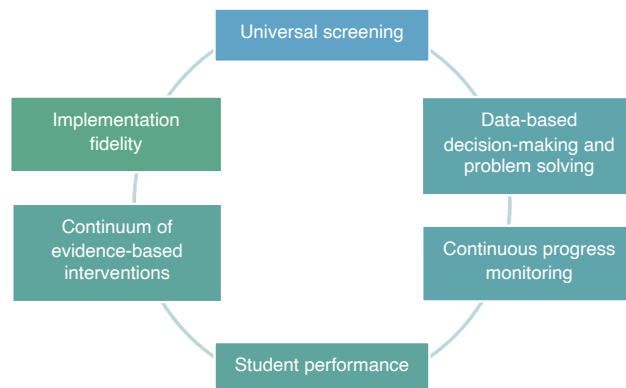 Universal screening
Implementation
fidelity
Data-based
decision-making and
problem solving
Continuum of
evidence-based
interventions
Continuous progress
monitoring
Student performance